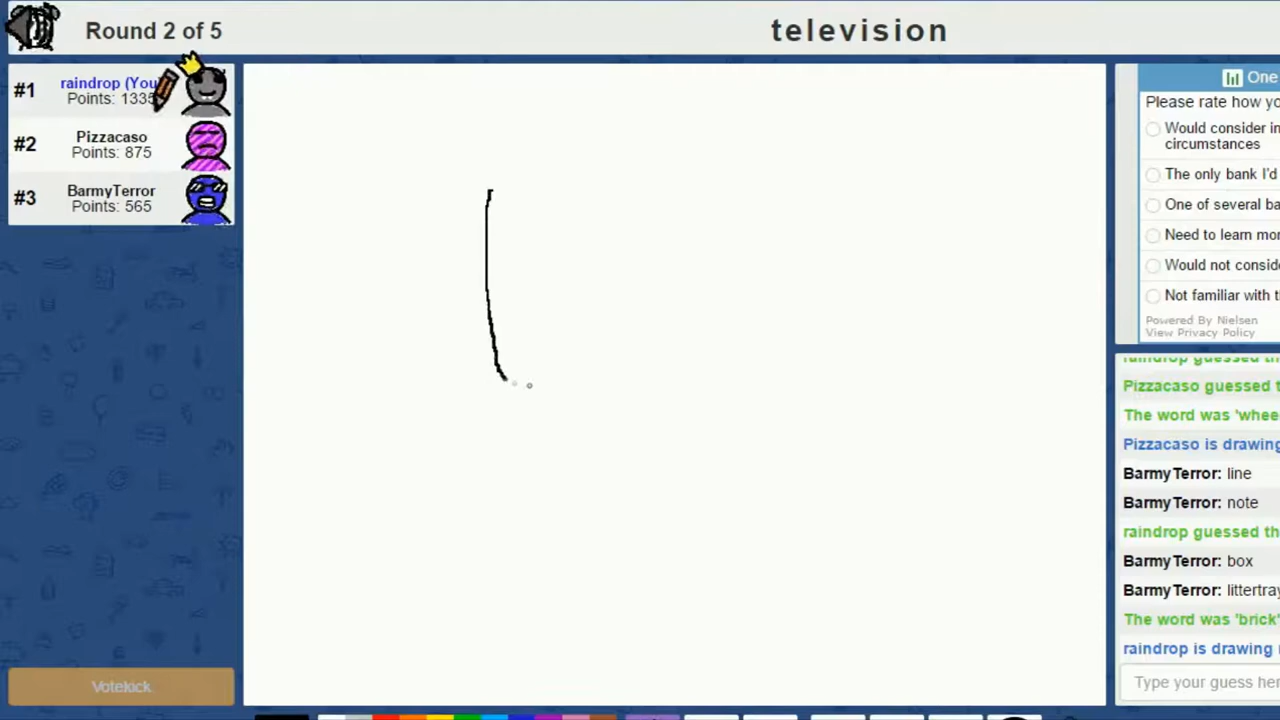 Round 2 of 5
television
#1
raindrop (You
Points: 1335
#2
Pizzacaso
Points: 875
#3
BarmyTerror
Points: 565
Votekick
One
Please rate how yo
Would consider in
circumstances
The only bank I'd
One of several ba
Need to learn mor
Would not conside
Not familiar with t
Powered By Nielsen
View Privacy Policy
raindrop guessed th
Pizzacaso guessed t
The word was 'whee
Pizzacaso is drawing
BarmyTerror: line
BarmyTerror: note
raindrop guessed th
BarmyTerror: box
BarmyTerror: littertray
The word was 'brick'
raindrop is drawing
Type your guess her